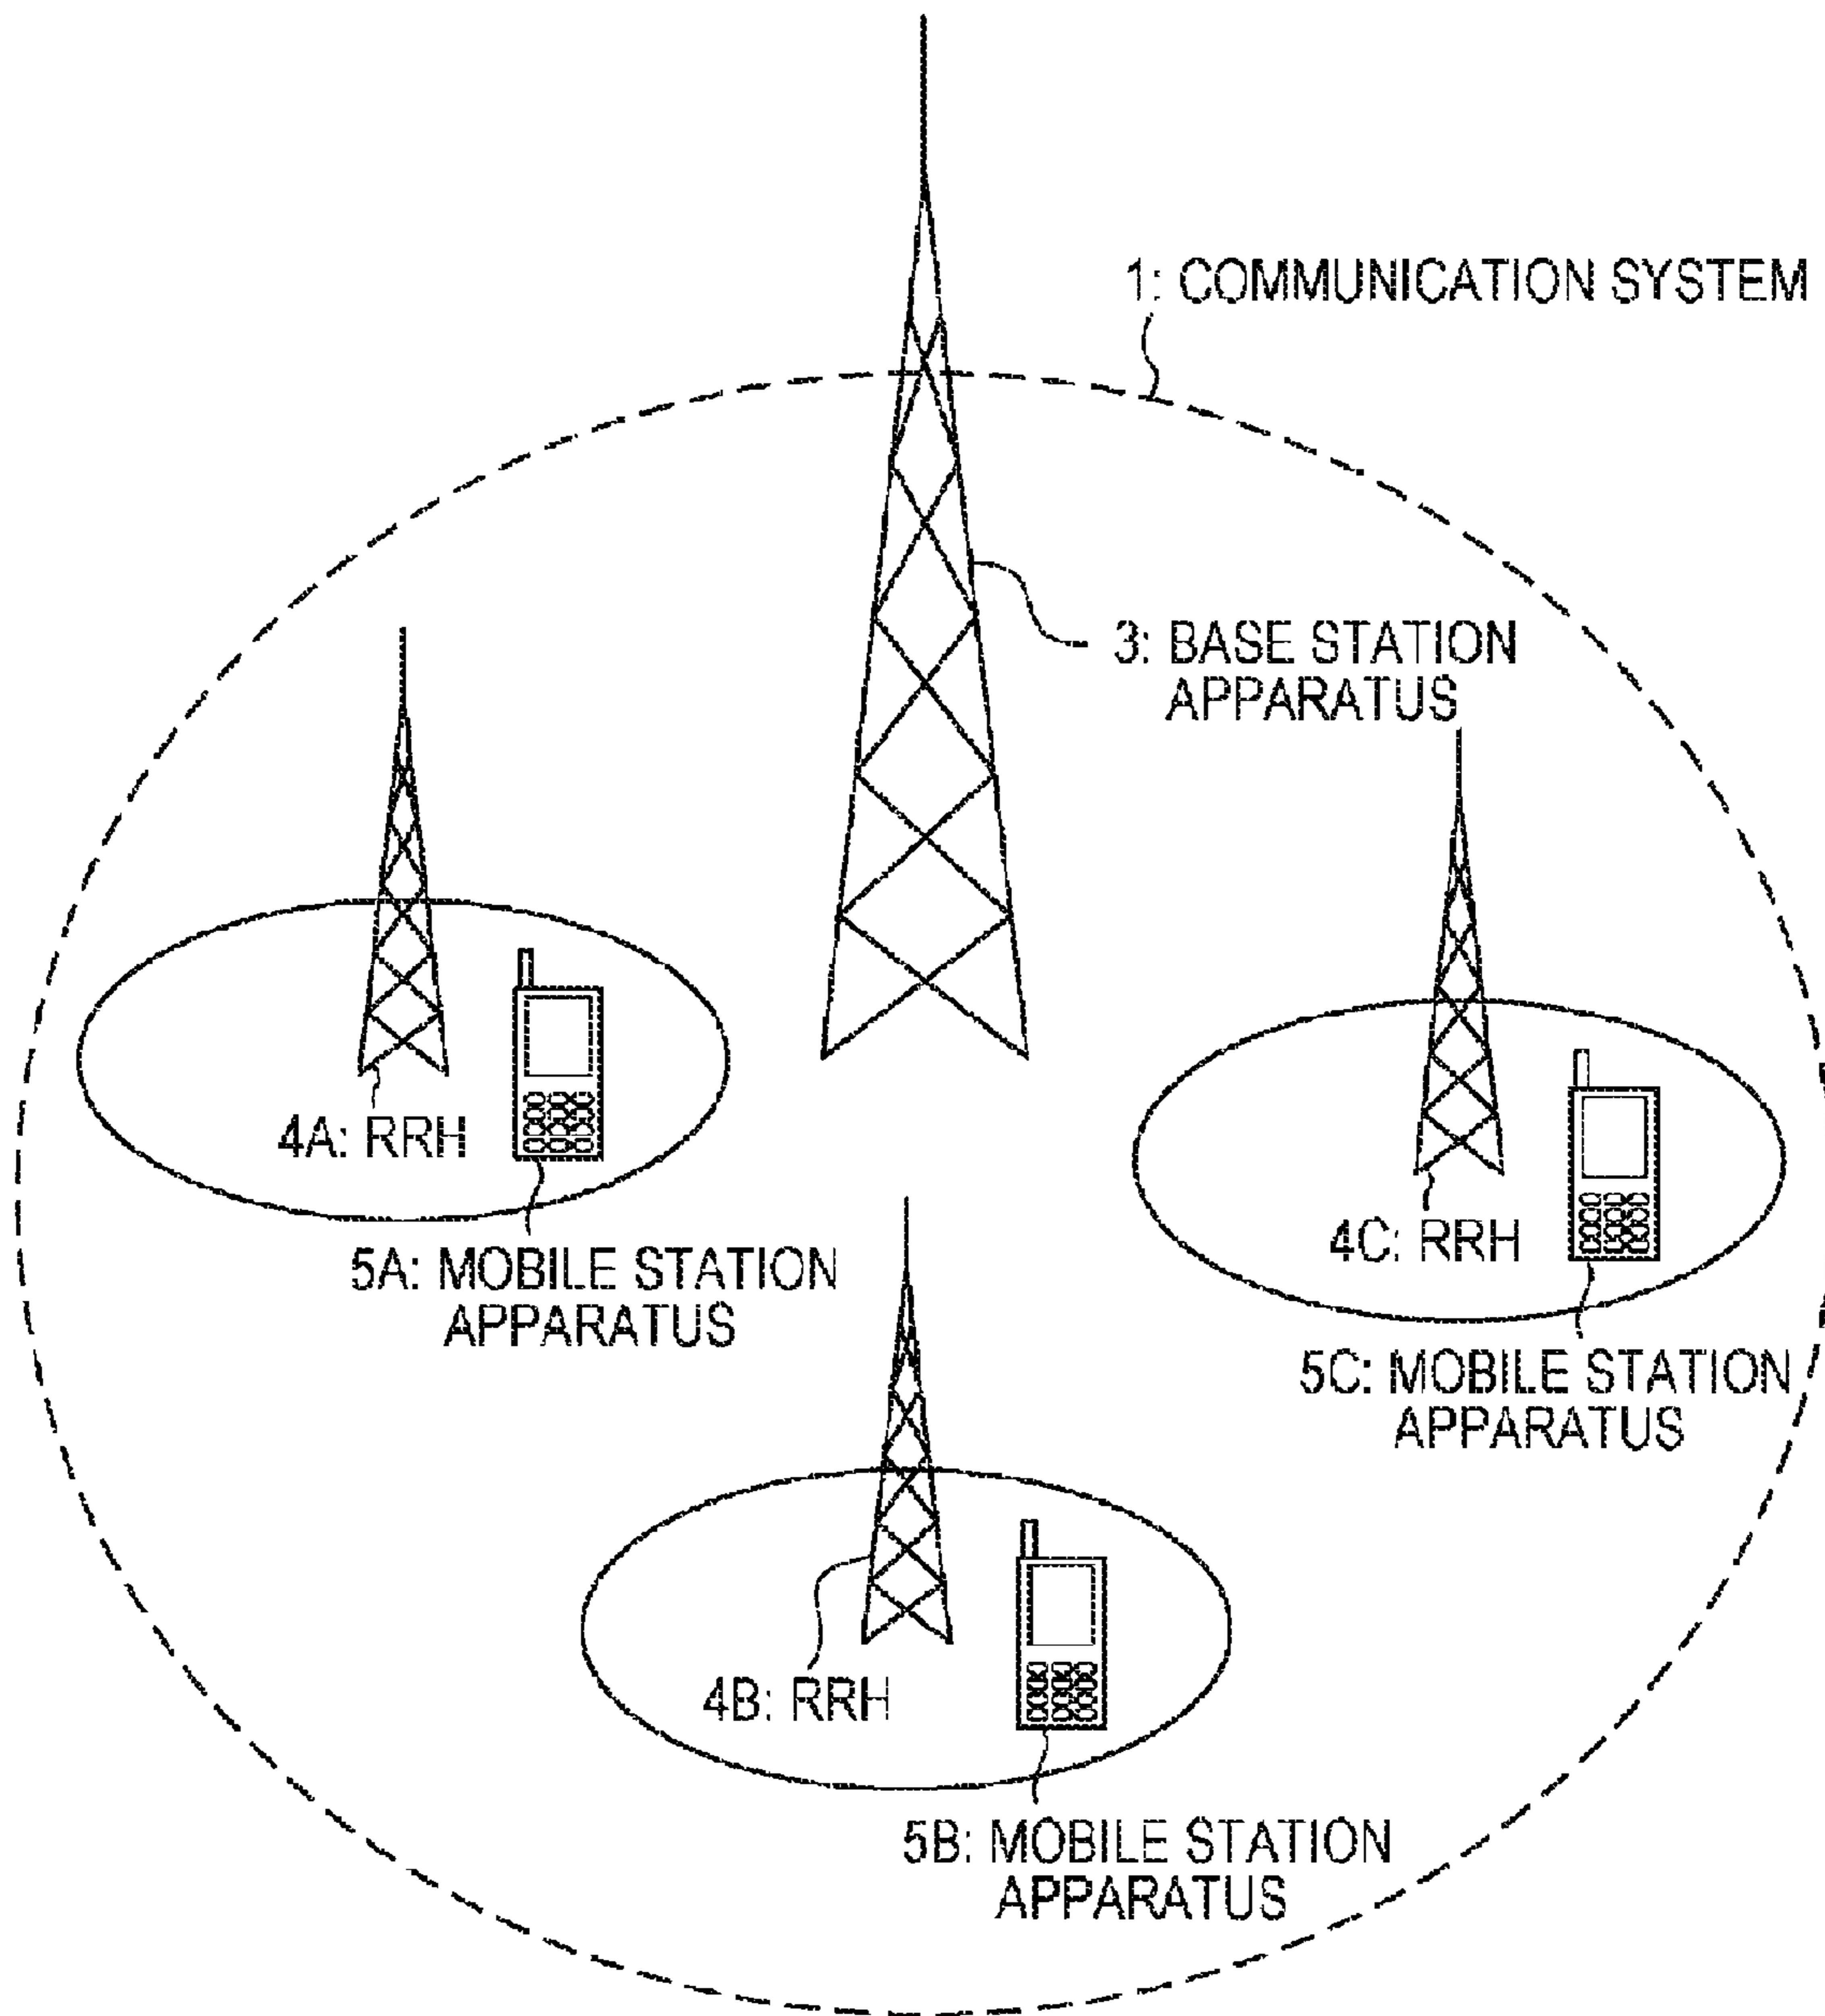 1: COMMUNICATION SYSTEM
3: BASE STATION
APPARATUS
4A: RRH
5A: MOBILE STATION
APPARATUS
4C: RRH
5C: MOBILE STATION
APPARATUS
4B: RRH
5B: MOBILE STATION
APPARATUS